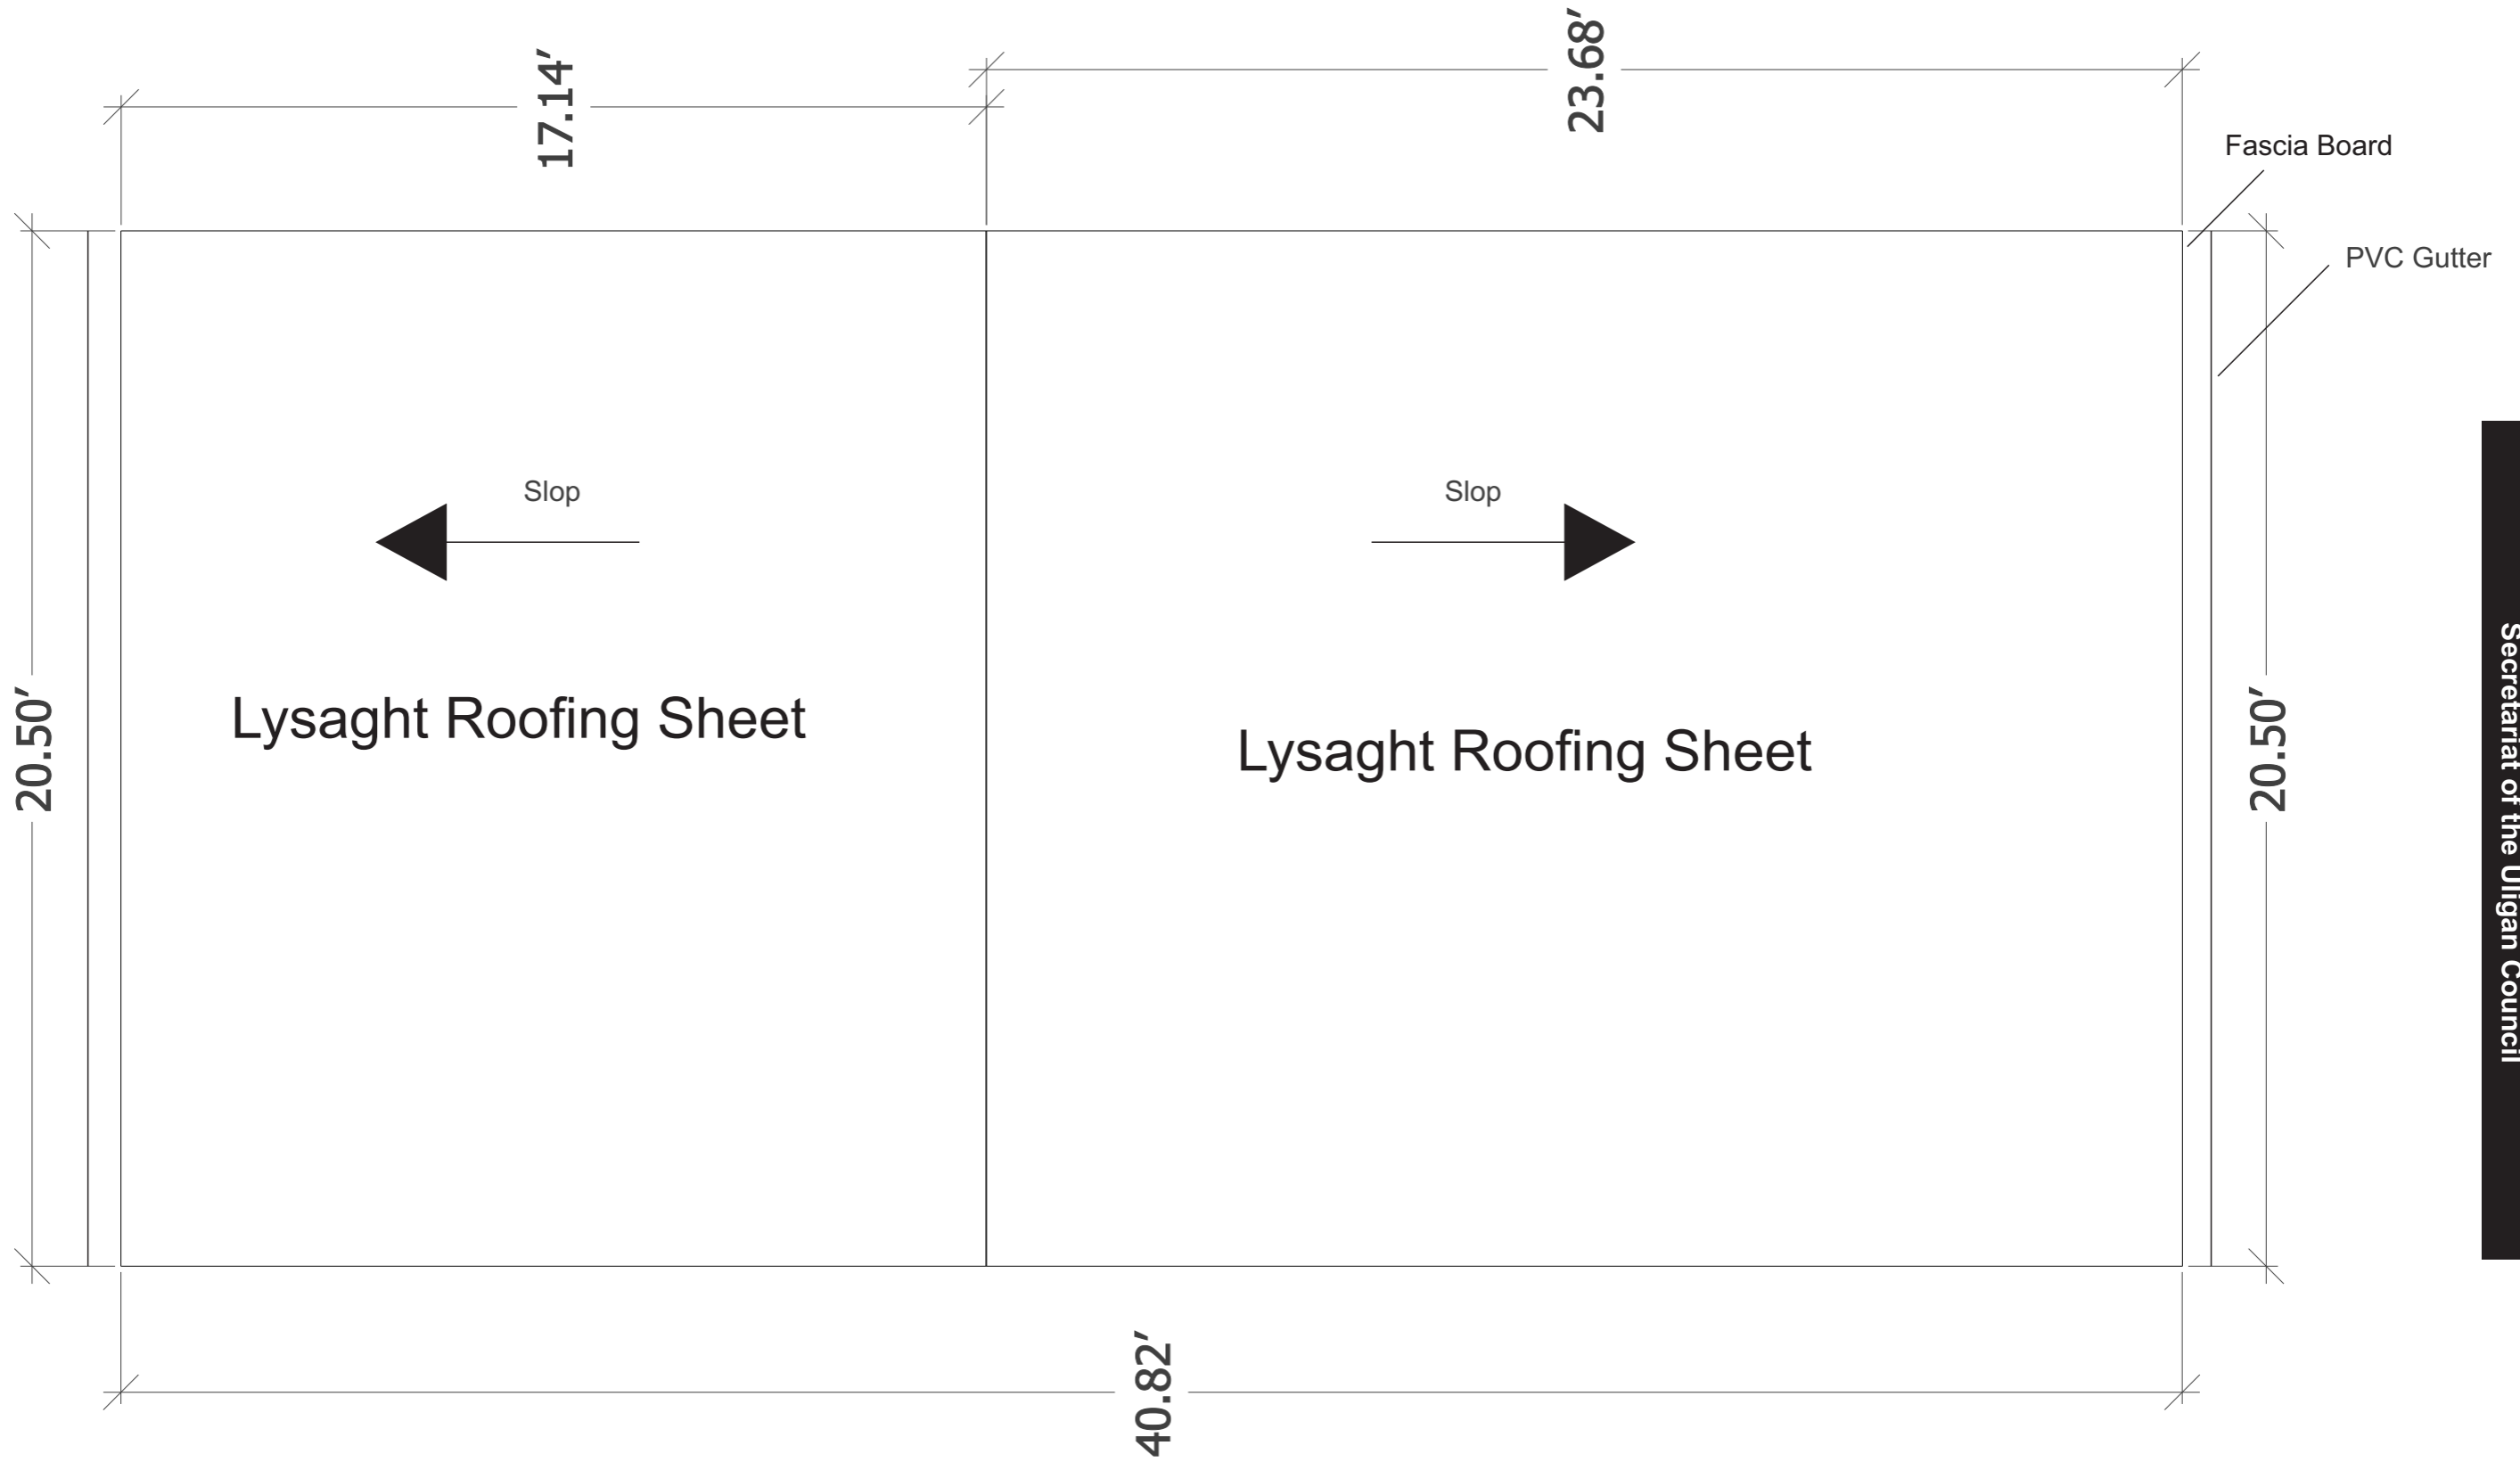 23.68’
17.14’
Fascia Board
PVC Gutter
Slop
Slop
Lysaght Roofing Sheet
Lysaght Roofing Sheet
20.50’
20.50’
Secretariat of the Uligan Council
40.82’